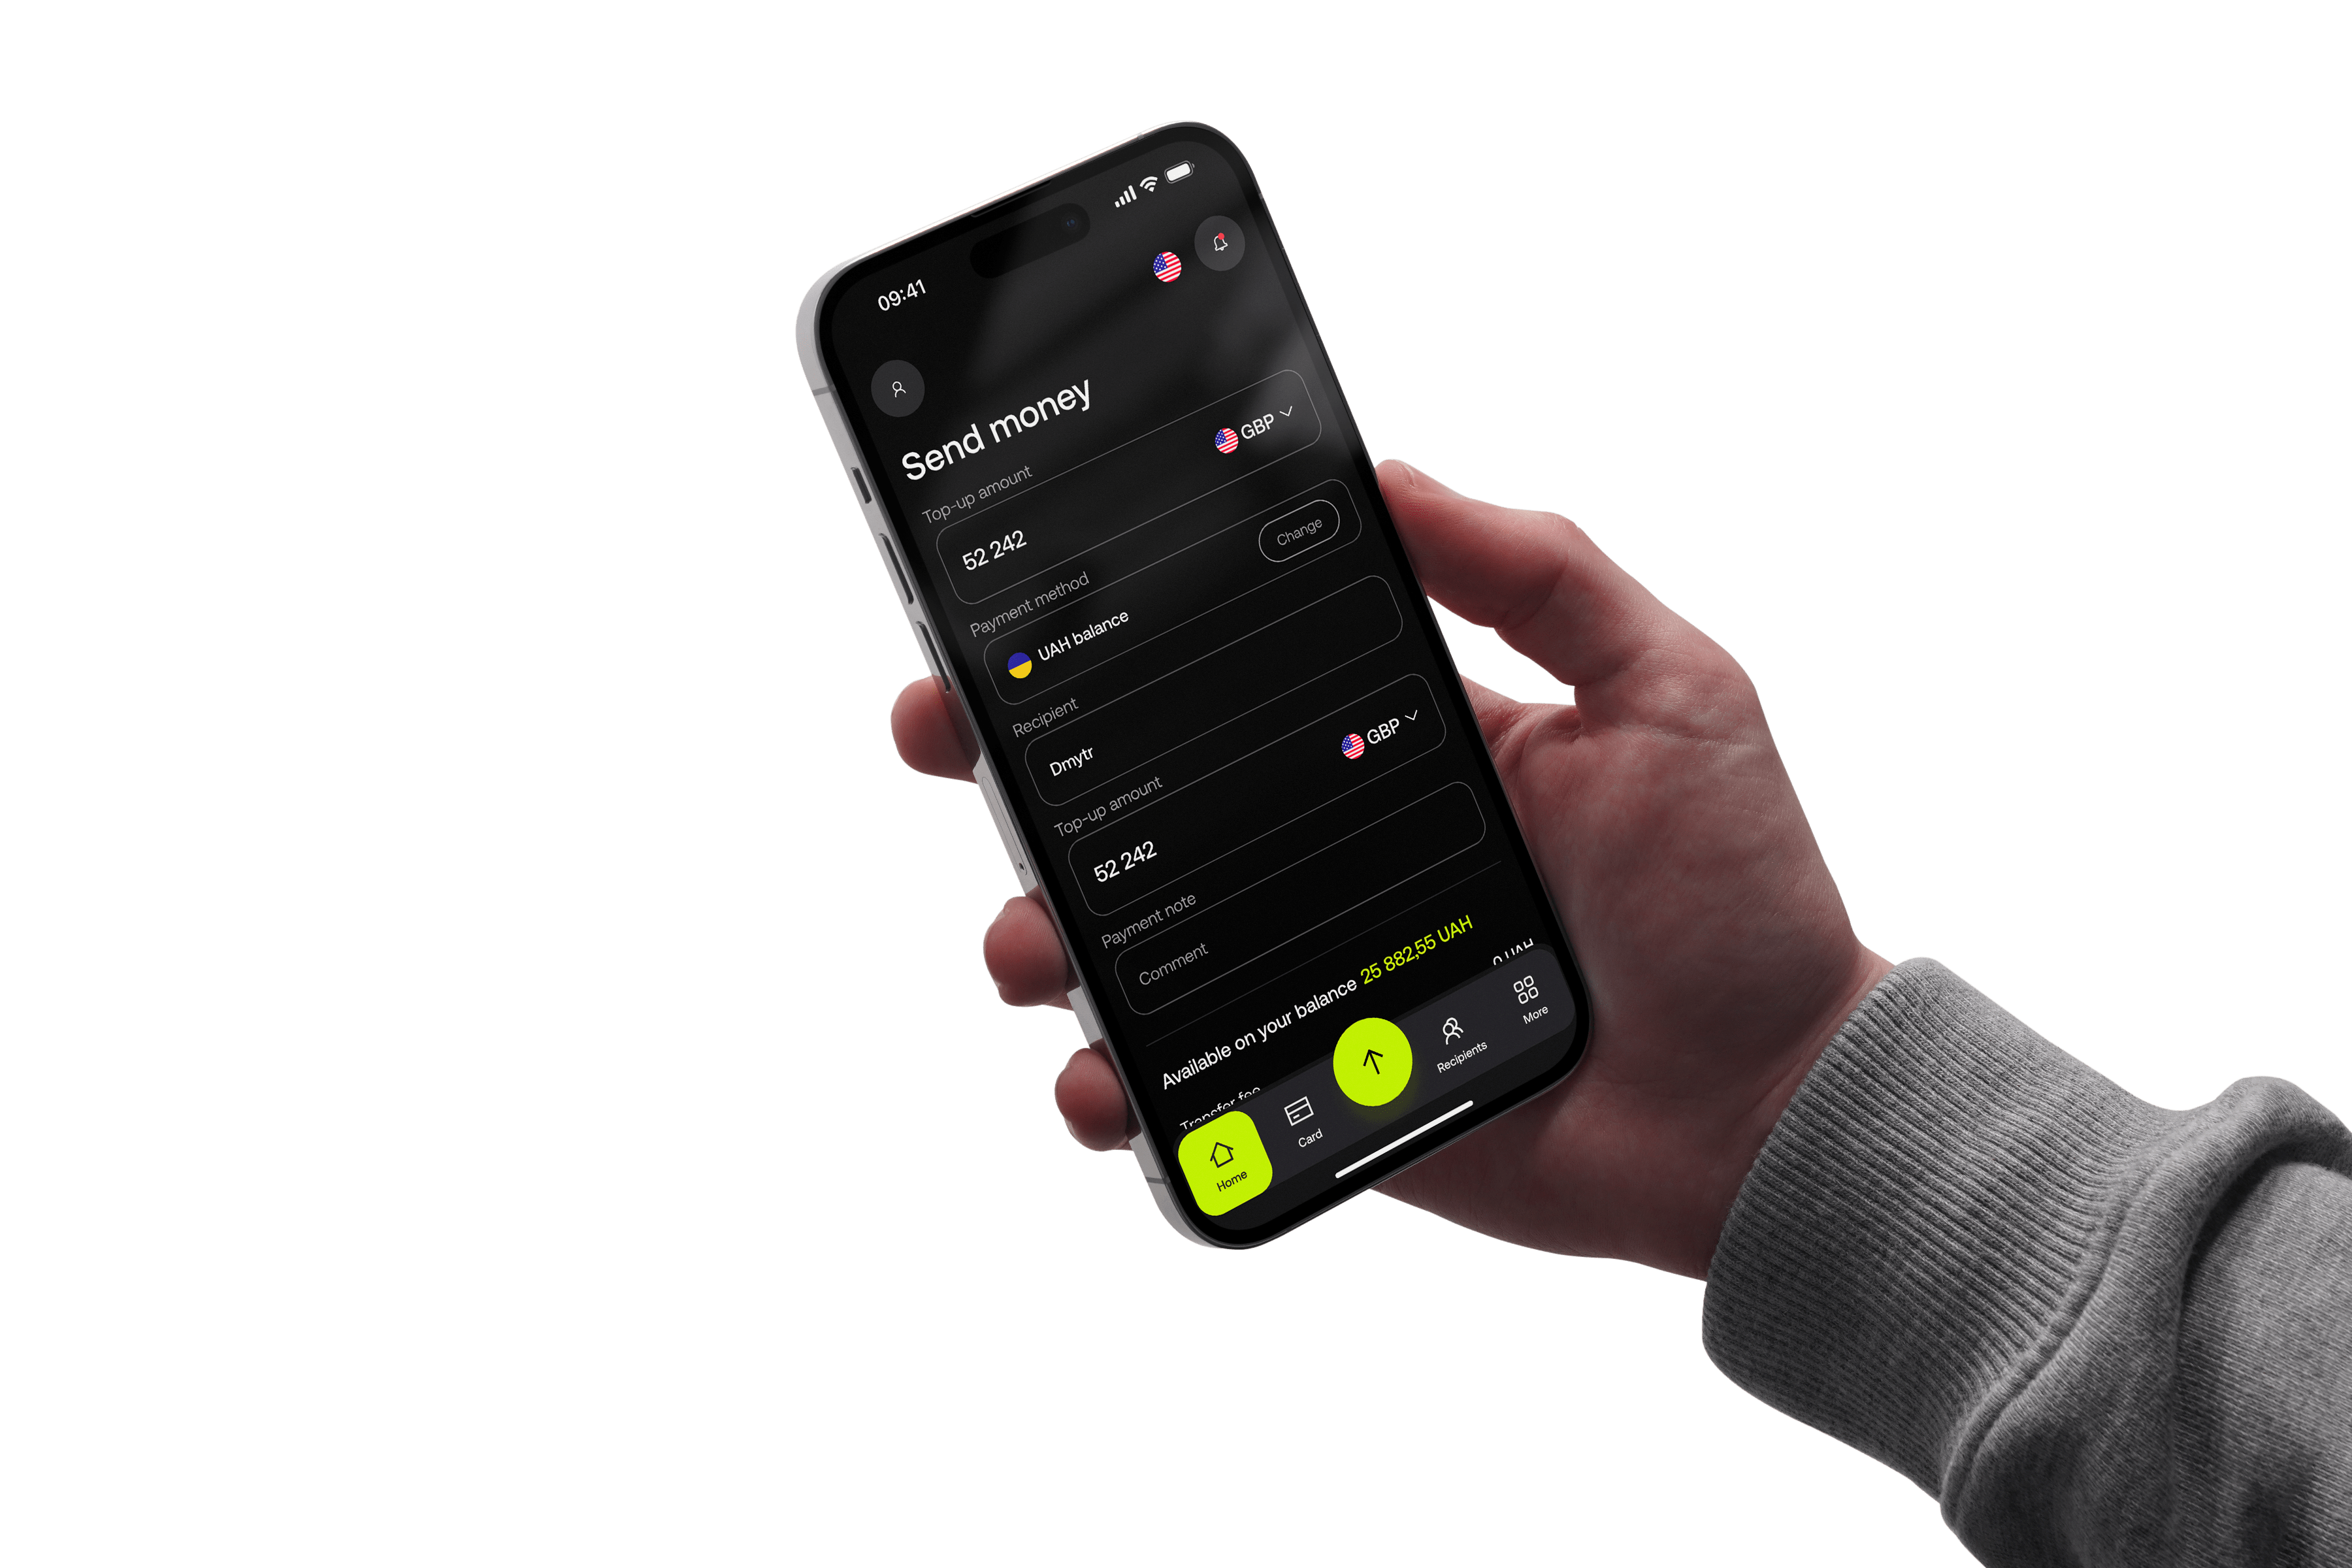 09:41
Send money
Top-up amount
52 242
GBP
Payment method
UAH balance
Change
Recipient
Dmytr
Top-up amount
52 242
GBP
Payment note
Comment
Available on your balance 25 882,55 UAH
Transfer fee
0 UAH
Home
Card
Recipients
More